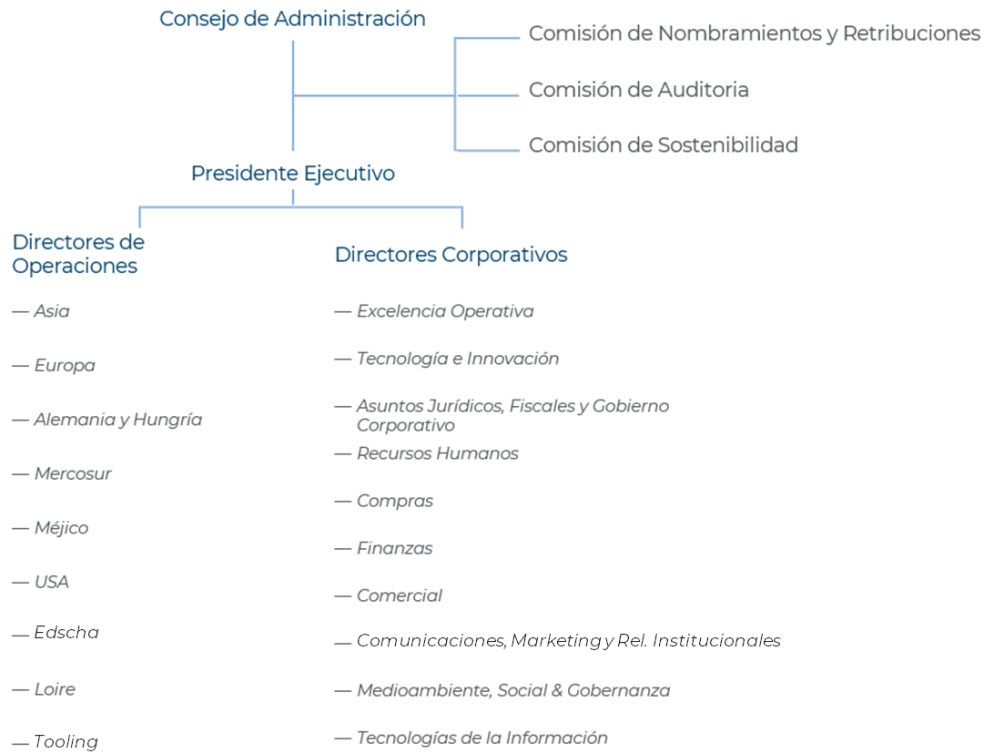 Consejo de Administración
Comisión de Nombramientos y Retribuciones
Comisión de Auditoria
Comisión de Sostenibilidad
Presidente Ejecutivo
Directores de
Operaciones
— Asia
— Europa
— Alemania y Hungría
— Mercosur
— Méjico
— USA
— Edscha
— Loire
— Tooling
Directores Corporativos
— Excelencia Operativa
— Tecnología e Innovación
— Asuntos Jurídicos, Fiscales y Gobierno
Corporativo
— Recursos Humanos
— Compras
— Finanzas
— Comercial
— Comunicaciones, Marketing y Rel. Institucionales
— Medioambiente, Social & Gobernanza
— Tecnologías de la Información